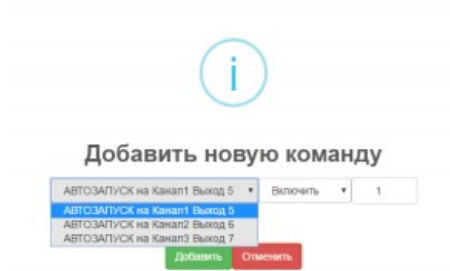 i
Добавить новую команду
АВТОЗАПУСК на Канал1 Выход 5 Включить 1
АВТОЗАПУСК на Канал1 Выход 5
АВТОЗАПУСК на Канал2 Выход 6
АВТОЗАПУСК на Канал3 Выход 7
Добавить Отменить